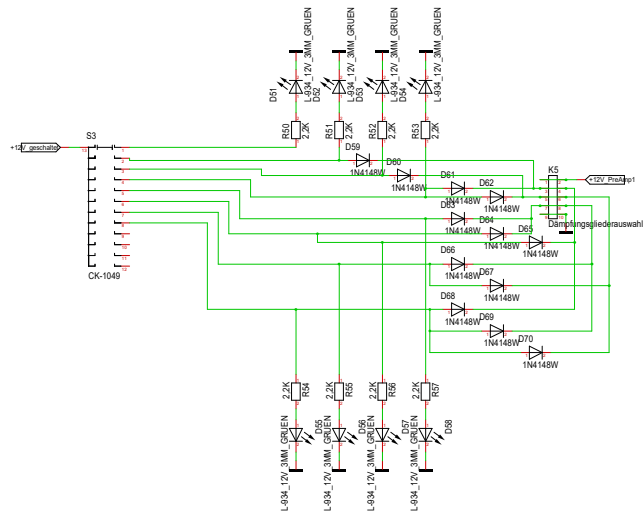 L-934_12V_3MM_GRUEN
L-934_12V_3MM_GRUEN
L-934_12V_3MM_GRUEN
L-934_12V_3MM_GRUEN
D51
D52
D53
D54
R50
2,2K
R51
2,2K
R52
2,2K
R53
2,2K
S3
+12V_geschaltet
CK-1049
D59
1N4148W
D60
1N4148W
D61
1N4148W
D62
1N4148W
K5
+12V_PreAmp1
Dämpfungsgliederauswahl
D63
1N4148W
D64
1N4148W
D65
1N4148W
D66
1N4148W
D67
1N4148W
D68
1N4148W
D69
1N4148W
D70
1N4148W
2,2K
R54
2,2K
R55
2,2K
R56
2,2K
R57
D55
D56
D57
D58
L-934_12V_3MM_GRUEN
L-934_12V_3MM_GRUEN
L-934_12V_3MM_GRUEN
L-934_12V_3MM_GRUEN